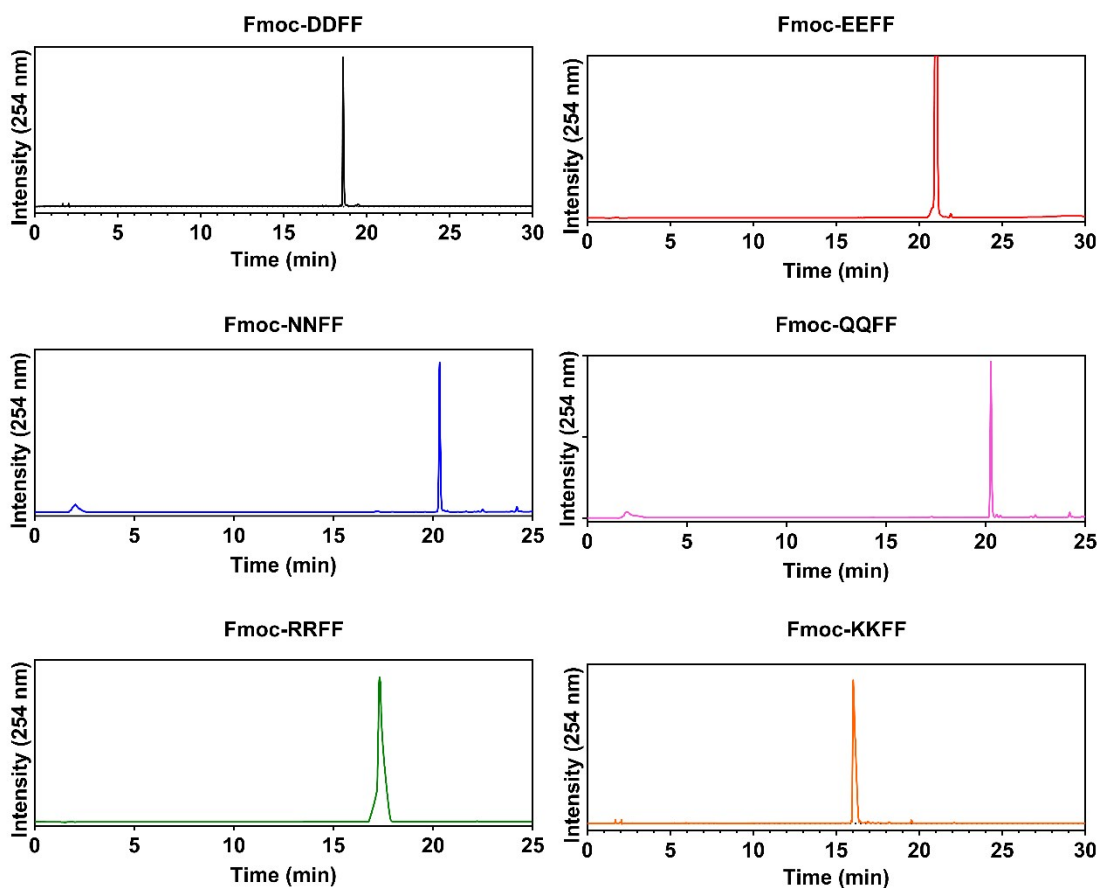 Fmoc-DDFF
Intensity (254 nm)
0 5 10 15 20 25 30
Time (min)
Fmoc-EEFF
Intensity (254 nm)
0 5 10 15 20 25 30
Time (min)
Fmoc-NNFF
Intensity (254 nm)
0 5 10 15 20 25
Time (min)
Fmoc-QQFF
Intensity (254 nm)
0 5 10 15 20 25
Time (min)
Fmoc-RRFF
Intensity (254 nm)
0 5 10 15 20 25
Time (min)
Fmoc-KKFF
Intensity (254 nm)
0 5 10 15 20 25 30
Time (min)